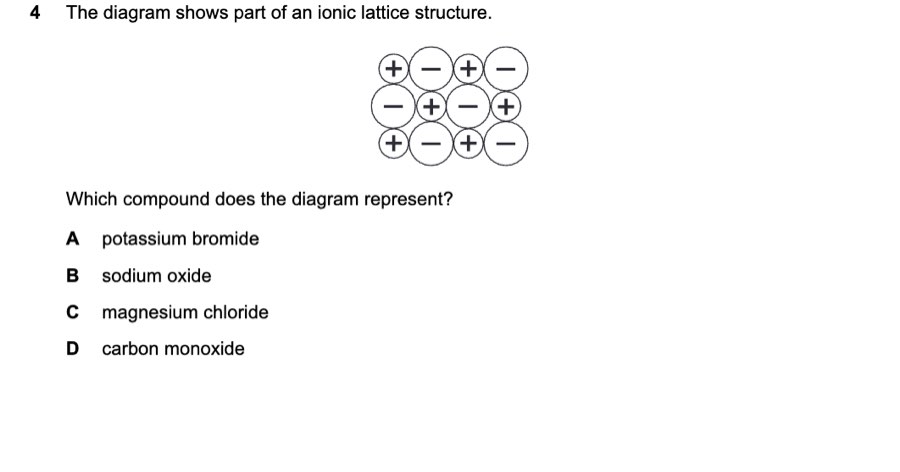 4 The diagram shows part of an ionic lattice structure.
+ − + −
− + − +
+ − + −
Which compound does the diagram represent?
A potassium bromide
B sodium oxide
C magnesium chloride
D carbon monoxide